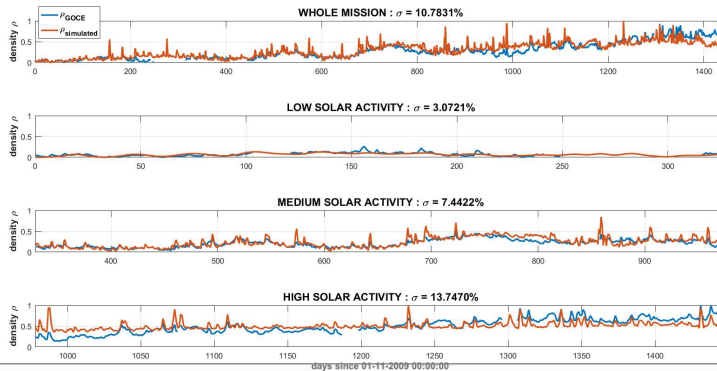 WHOLE MISSION : σ = 10.7831%
ρGOCE
ρsimulated
density ρ
1
0.5
0
0 200 400 600 800 1000 1200 1400
LOW SOLAR ACTIVITY : σ = 3.0721%
density ρ
1
0.5
0
0 50 100 150 200 250 300
MEDIUM SOLAR ACTIVITY : σ = 7.4422%
density ρ
1
0.5
0
400 500 600 700 800 900
HIGH SOLAR ACTIVITY : σ = 13.7470%
density ρ
1
0.5
0
1000 1050 1100 1150 1200 1250 1300 1350 1400
days since 01-11-2009 00:00:00